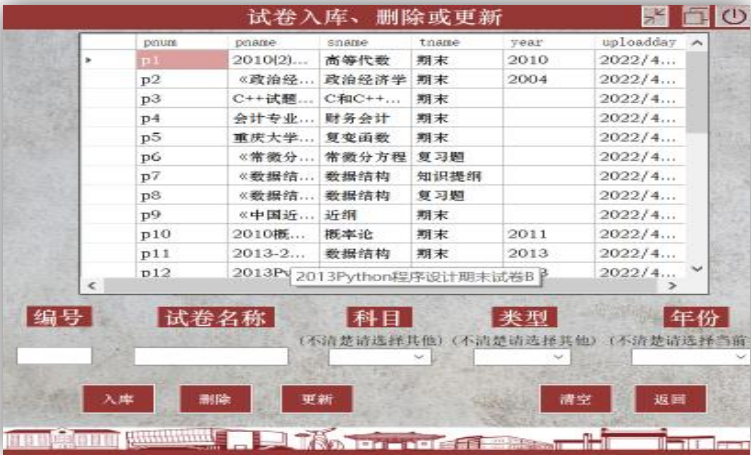 试卷入库、删除或更新
pnum pname sname tname year uploadday
p1 2010(2)... 高等代数 期末 2010 2022/4...
p2 《政治经... 政治经济学 期末 2004 2022/4...
p3 C++试题... C和C++... 期末 2022/4...
p4 会计专业... 财务会计 期末 2022/4...
p5 重庆大学... 复变函数 期末 2022/4...
p6 《常微分... 常微分方程 复习题 2022/4...
p7 《数据结... 数据结构 知识提纲 2022/4...
p8 《数据结... 数据结构 复习题 2022/4...
p9 《中国近... 近纲 期末 2022/4...
p10 2010概... 概率论 期末 2011 2022/4...
p11 2013-2... 数据结构 期末 2013 2022/4...
p12 2013Py 2022/4...
2013Python程序设计期末试卷B
编号 试卷名称 科目 类型 年份
(不清楚请选择其他) (不清楚请选择其他) (不清楚请选择当前
入库 删除 更新 清空 返回